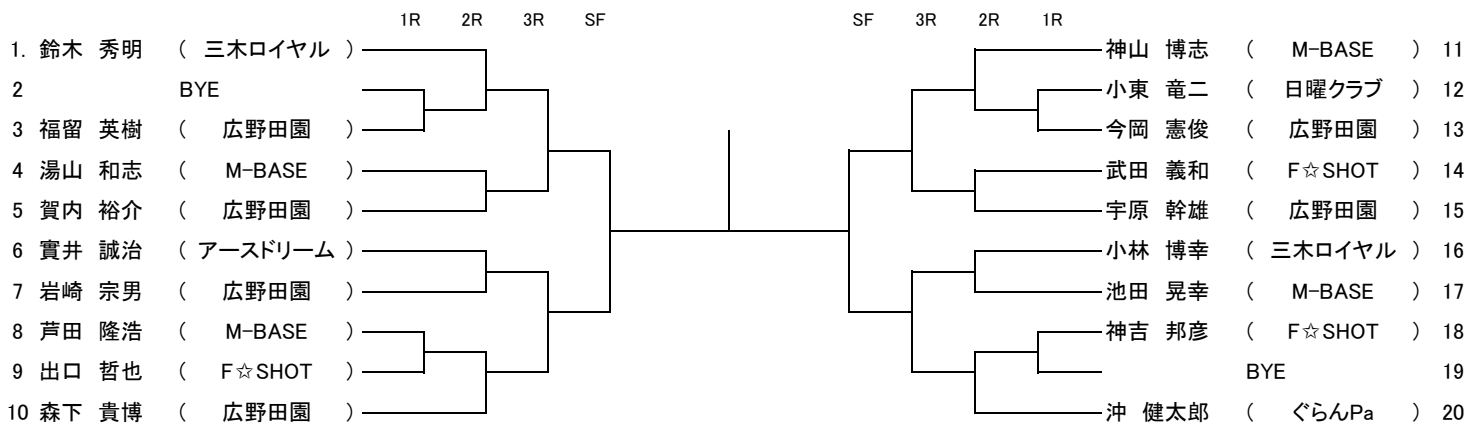 1R 2R 3R SF SF 3R 2R 1R
1. 鈴木 秀明 ( 三木ロイヤル ) 神山 博志 ( M-BASE ) 11
2 BYE 小東 竜二 ( 日曜クラブ ) 12
3 福留 英樹 ( 広野田園 ) 今岡 憲俊 ( 広野田園 ) 13
4 湯山 和志 ( M-BASE ) 武田 義和 ( F☆SHOT ) 14
5 賀内 裕介 ( 広野田園 ) 宇原 幹雄 ( 広野田園 ) 15
6 實井 誠治 ( アースドリーム ) 小林 博幸 ( 三木ロイヤル ) 16
7 岩崎 宗男 ( 広野田園 ) 池田 晃幸 ( M-BASE ) 17
8 芦田 隆浩 ( M-BASE ) 神吉 邦彦 ( F☆SHOT ) 18
9 出口 哲也 ( F☆SHOT ) BYE 19
10 森下 貴博 ( 広野田園 ) 沖 健太郎 ( ぐらんPa ) 20